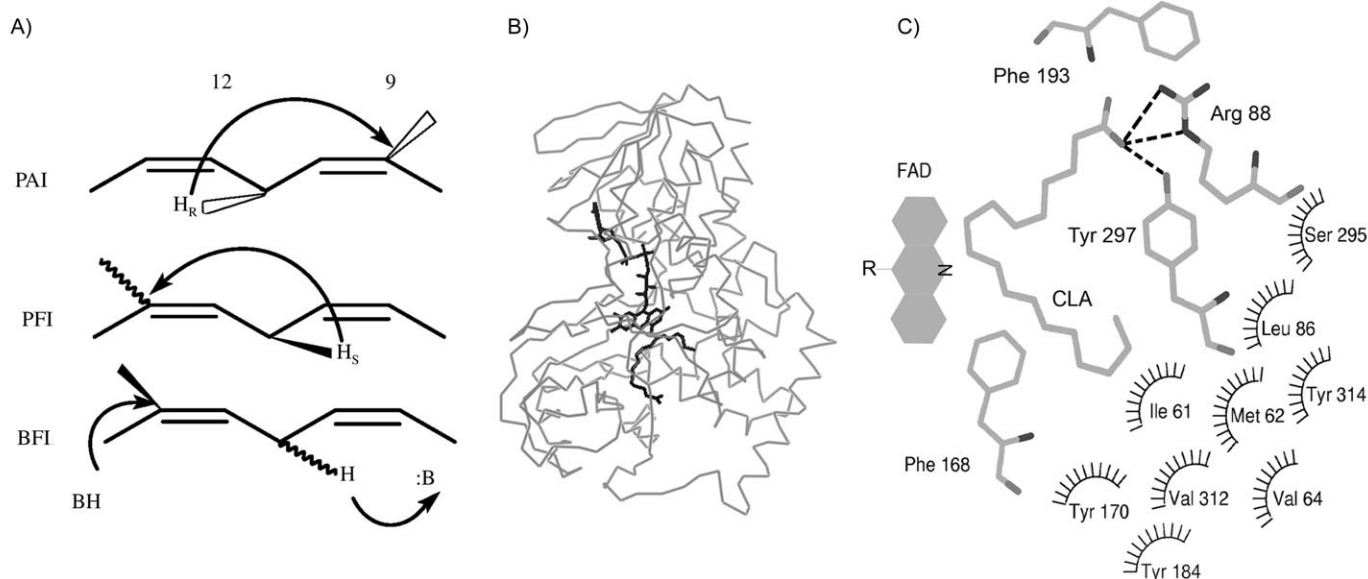 A)
12 9
PAI
H_R
PFI
H_S
BFI
H
:B
BH
B)
C)
Phe 193
Arg 88
FAD
Tyr 297
Ser 295
R
N
CLA
Leu 86
Tyr 314
Ile 61
Met 62
Phe 168
Tyr 170
Val 312
Val 64
Tyr 184